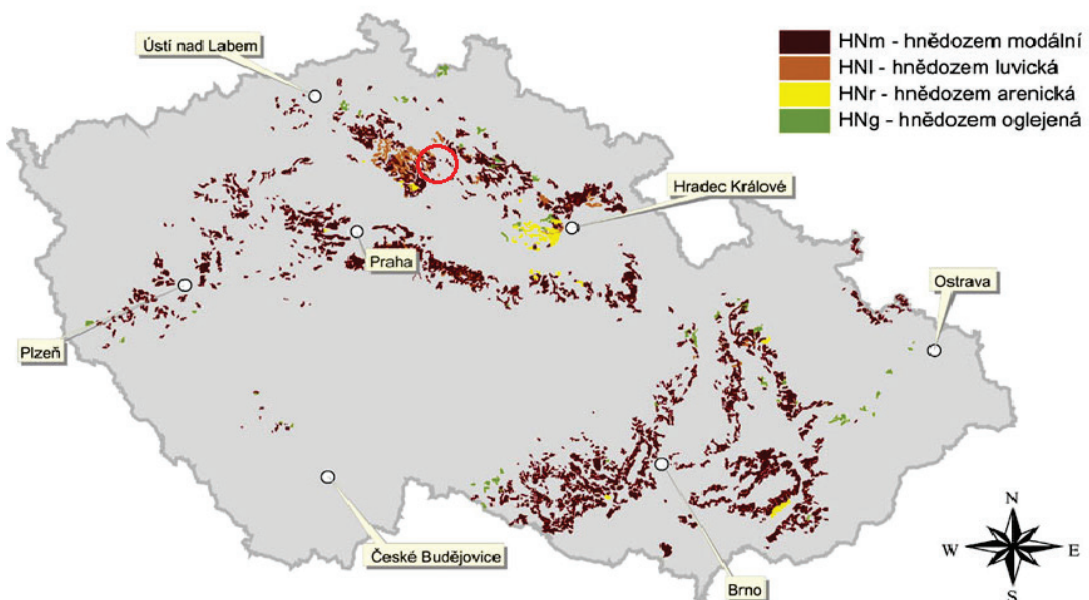 Ústí nad Labem
HNm - hnědozem modální
HNl - hnědozem luvická
HNr - hnědozem arenická
HNg - hnědozem oglejená
Hradec Králové
Praha
Ostrava
Plzeň
České Budějovice
Brno
N
W
E
S